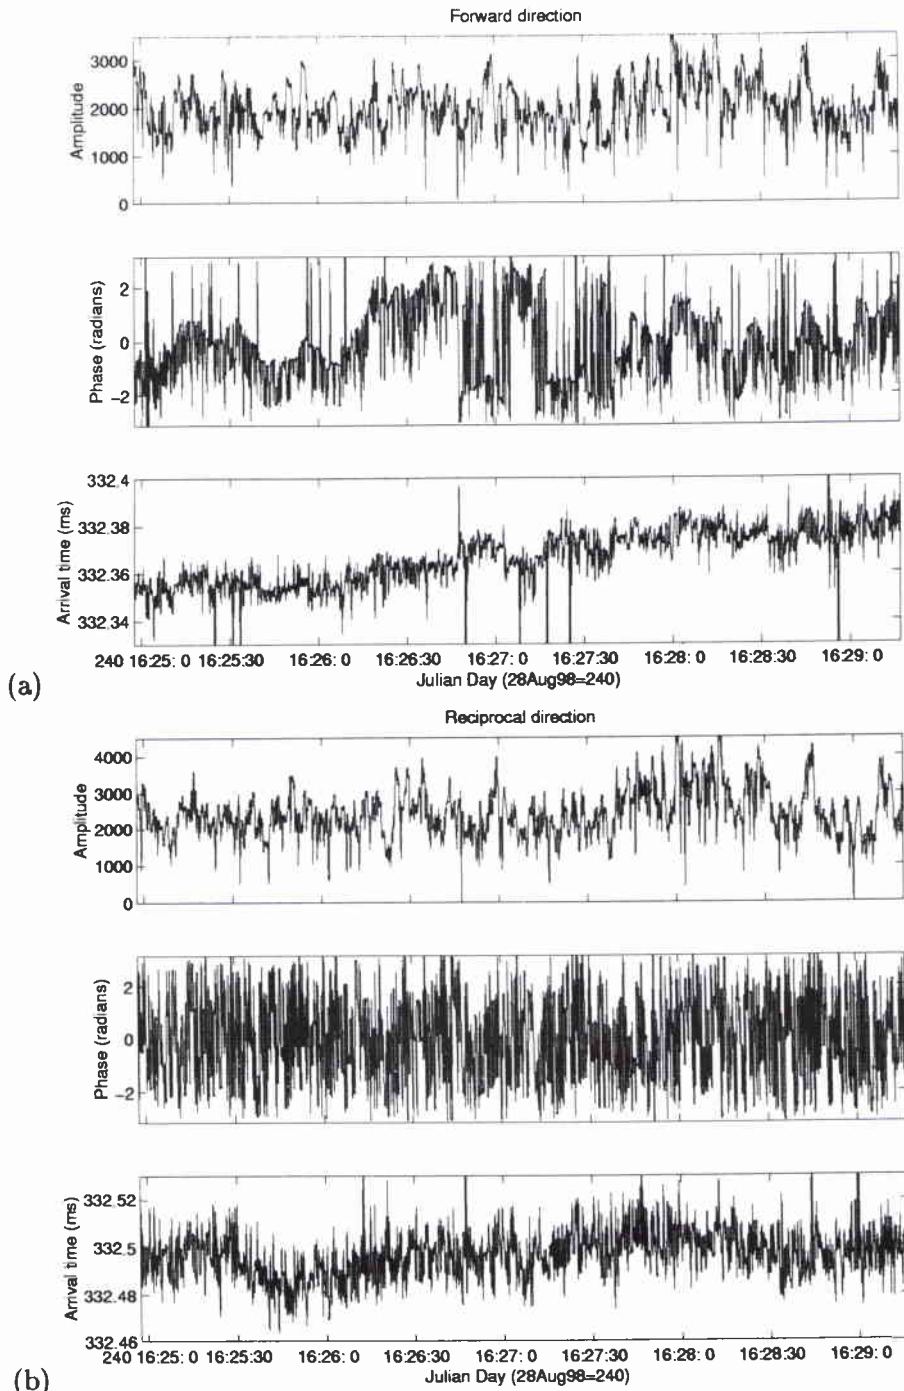 Forward direction
3000
2000
1000
0
Amplitude
2
0
−2
Phase (radians)
332.4
332.38
332.36
332.34
Arrival time (ms)
240 16:25: 0 16:25:30 16:26: 0 16:26:30 16:27: 0 16:27:30 16:28: 0 16:28:30 16:29: 0
Julian Day (28Aug98=240)
(a)
Reciprocal direction
4000
3000
2000
1000
0
Amplitude
2
0
−2
Phase (radians)
332.52
332.5
332.48
332.46
Arrival time (ms)
240 16:25: 0 16:25:30 16:26: 0 16:26:30 16:27: 0 16:27:30 16:28: 0 16:28:30 16:29: 0
Julian Day (28Aug98=240)
(b)